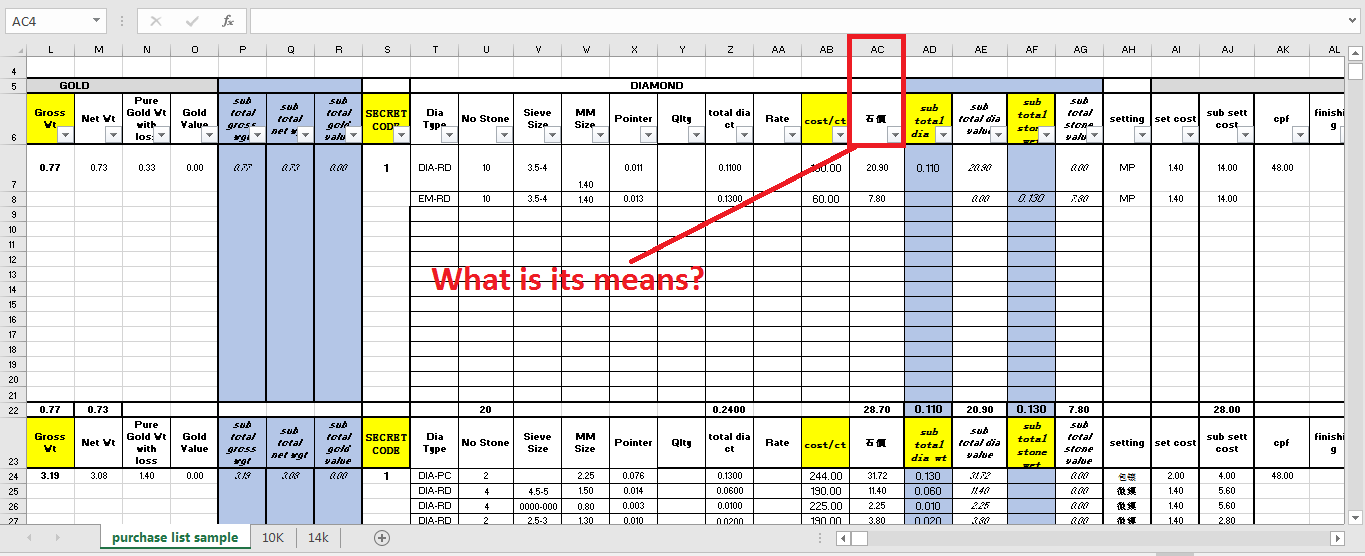 AC4 fx
L M N O P Q R S T U V W X Y Z AA AB AC AD AE AF AG AH AI AJ AK AL
4
5 GOLD DIAMOND
6 Gross Wt Net Wt Pure Gold Wt with loss Gold Value sub total gross wgt sub total net wgt sub total gold value SECRET CODE Dia Type No Stone Sieve Size MM Size Pointer Qlty total dia ct Rate cost/ct 石價 sub total dia sub total dia value sub total stone wgt sub total stone value setting set cost sub sett cost cpf finishi g
7 0.77 0.73 0.33 0.00 0.77 0.73 0.00 1 DIA-RD 10 3.5-4 1.40 0.011 0.1100 20.90 0.110 20.90 0.00 MP 1.40 14.00 48.00
8 EM-RD 10 3.5-4 1.40 0.013 0.1300 60.00 7.80 0.00 0.130 7.80 MP 1.40 14.00
9
10
11
12
What is its means?
13
14
15
16
17
18
19
20
21
22 0.77 0.73 20 0.2400 28.70 0.110 20.90 0.130 7.80 28.00
23 Gross Wt Net Wt Pure Gold Wt with loss Gold Value sub total gross wgt sub total net wgt sub total gold value SECRET CODE Dia Type No Stone Sieve Size MM Size Pointer Qlty total dia ct Rate cost/ct 石價 sub total dia wt sub total dia value sub total stone wgt sub total stone value setting set cost sub sett cost cpf finishi g
24 3.19 3.08 1.40 0.00 3.19 3.08 0.00 1 DIA-PC 2 2.25 0.076 0.1300 244.00 31.72 0.130 31.72 0.00 包镶 2.00 4.00 48.00
25 DIA-RD 4 4.5-5 1.50 0.014 0.0600 190.00 11.40 0.060 11.40 0.00 1.40 5.60
26 DIA-RD 4 0000-000 0.80 0.003 0.0100 225.00 2.25 0.010 2.25 0.00 1.40 5.60
27 DIA-RD 2 2.5-3 1.30 0.010 0.0200 190.00 3.80 0.020 3.80 0.00 1.40 2.80
purchase list sample 10K 14k